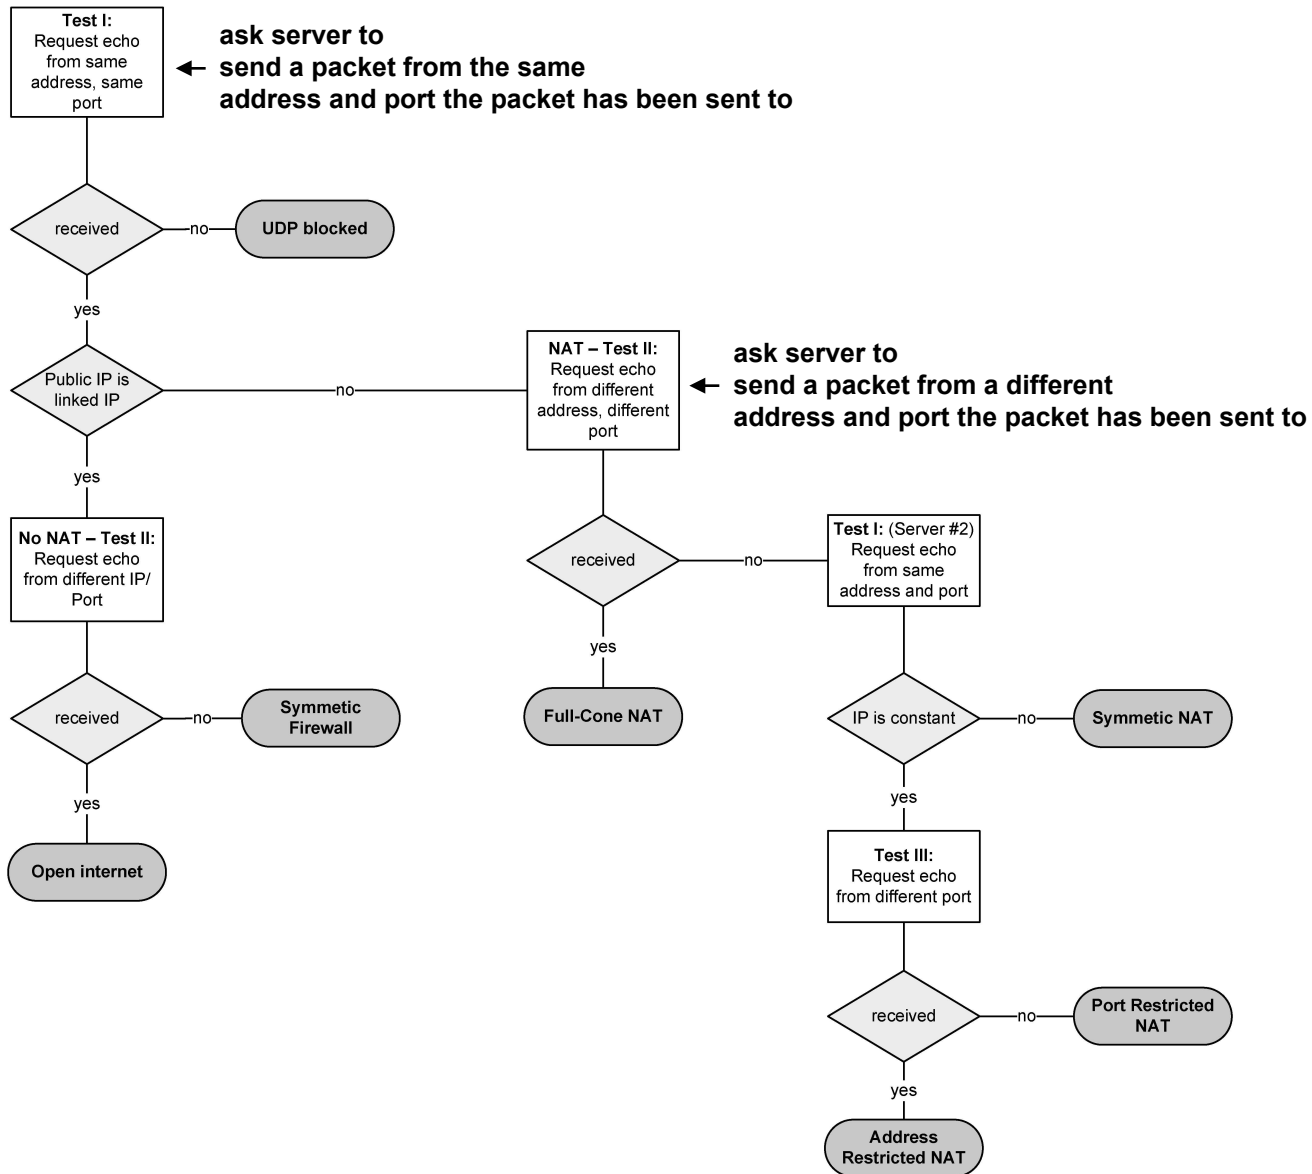 Test I:
Request echo
from same
address, same
port
ask server to
send a packet from the same
address and port the packet has been sent to
received
no
UDP blocked
yes
Public IP is
linked IP
no
NAT – Test II:
Request echo
from different
address, different
port
ask server to
send a packet from a different
address and port the packet has been sent to
yes
No NAT – Test II:
Request echo
from different IP/
Port
received
no
Test I: (Server #2)
Request echo
from same
address and port
yes
Full-Cone NAT
received
no
Symmetic
Firewall
IP is constant
no
Symmetic NAT
yes
Open internet
yes
Test III:
Request echo
from different port
received
no
Port Restricted
NAT
yes
Address
Restricted NAT